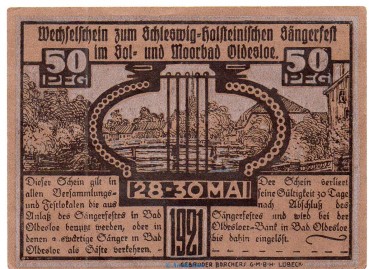 Wechselschein zum Schleswig-Holsteinischen Sängerfest
im Sol- und Moorbad Oldesloe.
50 PFG
50 PFG
28-30 MAI
1921
Dieser Schein gilt in
allen Versammlungs-
und Festlokalen die aus
Anlaß des Sängerfestes in Bad
Oldesloe benutzt werden, oder in
denen auswärtige Sänger in Bad
Oldesloe als Gäste verkehren.
Der Schein verliert
seine Gültigkeit 30 Tage
nach Abschluß des
Sängerfestes und wird bei der
Oldesloer-Bank in Bad Oldesloe
bis dahin eingelöst.
GEBRÜDER BORCHERS G·M·B·H LÜBECK